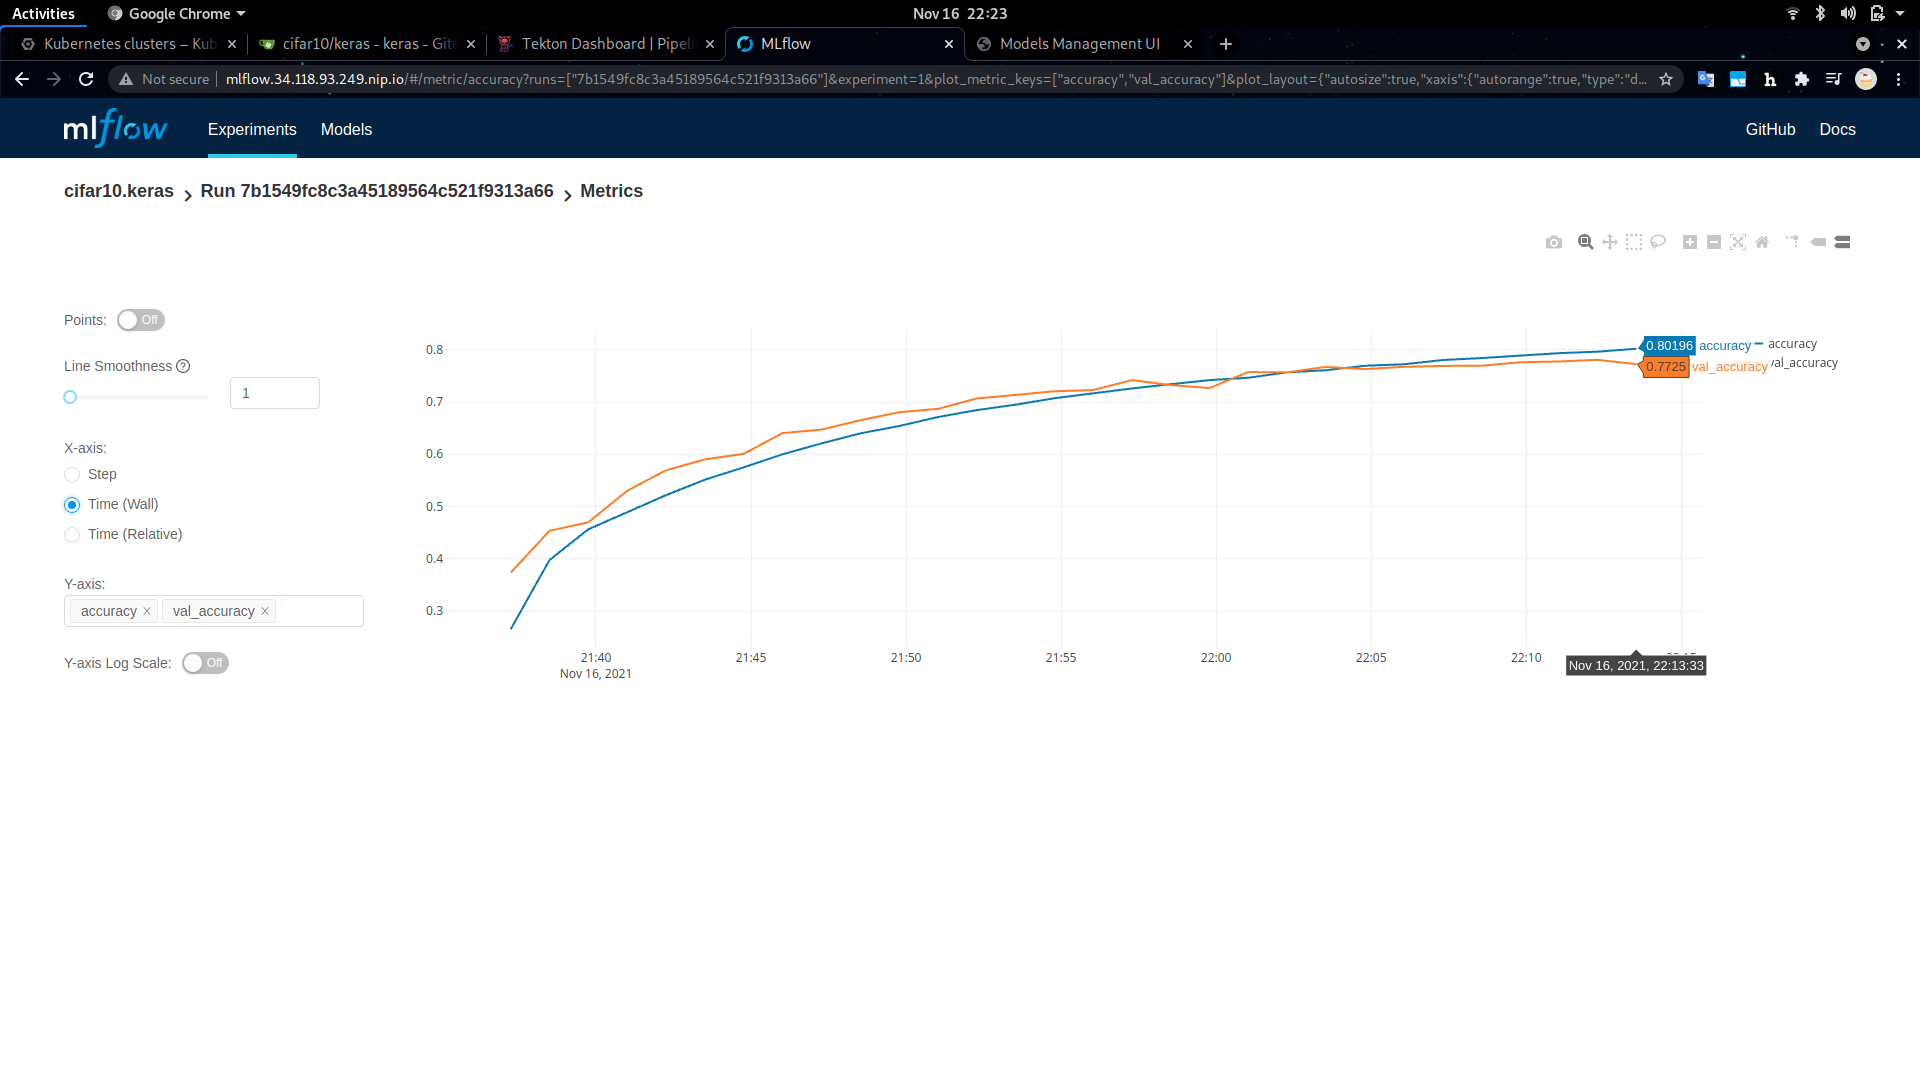 Activities
Google Chrome
Nov 16 22:23
Kubernetes clusters – Kub
cifar10/keras - keras - Gite
Tekton Dashboard | Pipeli
MLflow
Models Management UI
Not secure
mlflow.34.118.93.249.nip.io/#/metric/accuracy?runs=["7b1549fc8c3a45189564c521f9313a66"]&experiment=1&plot_metric_keys=["accuracy","val_accuracy"]&plot_layout={"autosize":true,"xaxis":{"autorange":true,"type":"d...
mlflow
Experiments
Models
GitHub
Docs
cifar10.keras
Run 7b1549fc8c3a45189564c521f9313a66
Metrics
Points:
Off
Line Smoothness
1
X-axis:
Step
Time (Wall)
Time (Relative)
Y-axis:
accuracy
val_accuracy
Y-axis Log Scale:
Off
0.8
0.7
0.6
0.5
0.4
0.3
0.80196
accuracy
accuracy
0.7725
val_accuracy
val_accuracy
21:40
Nov 16, 2021
21:45
21:50
21:55
22:00
22:05
22:10
Nov 16, 2021, 22:13:33